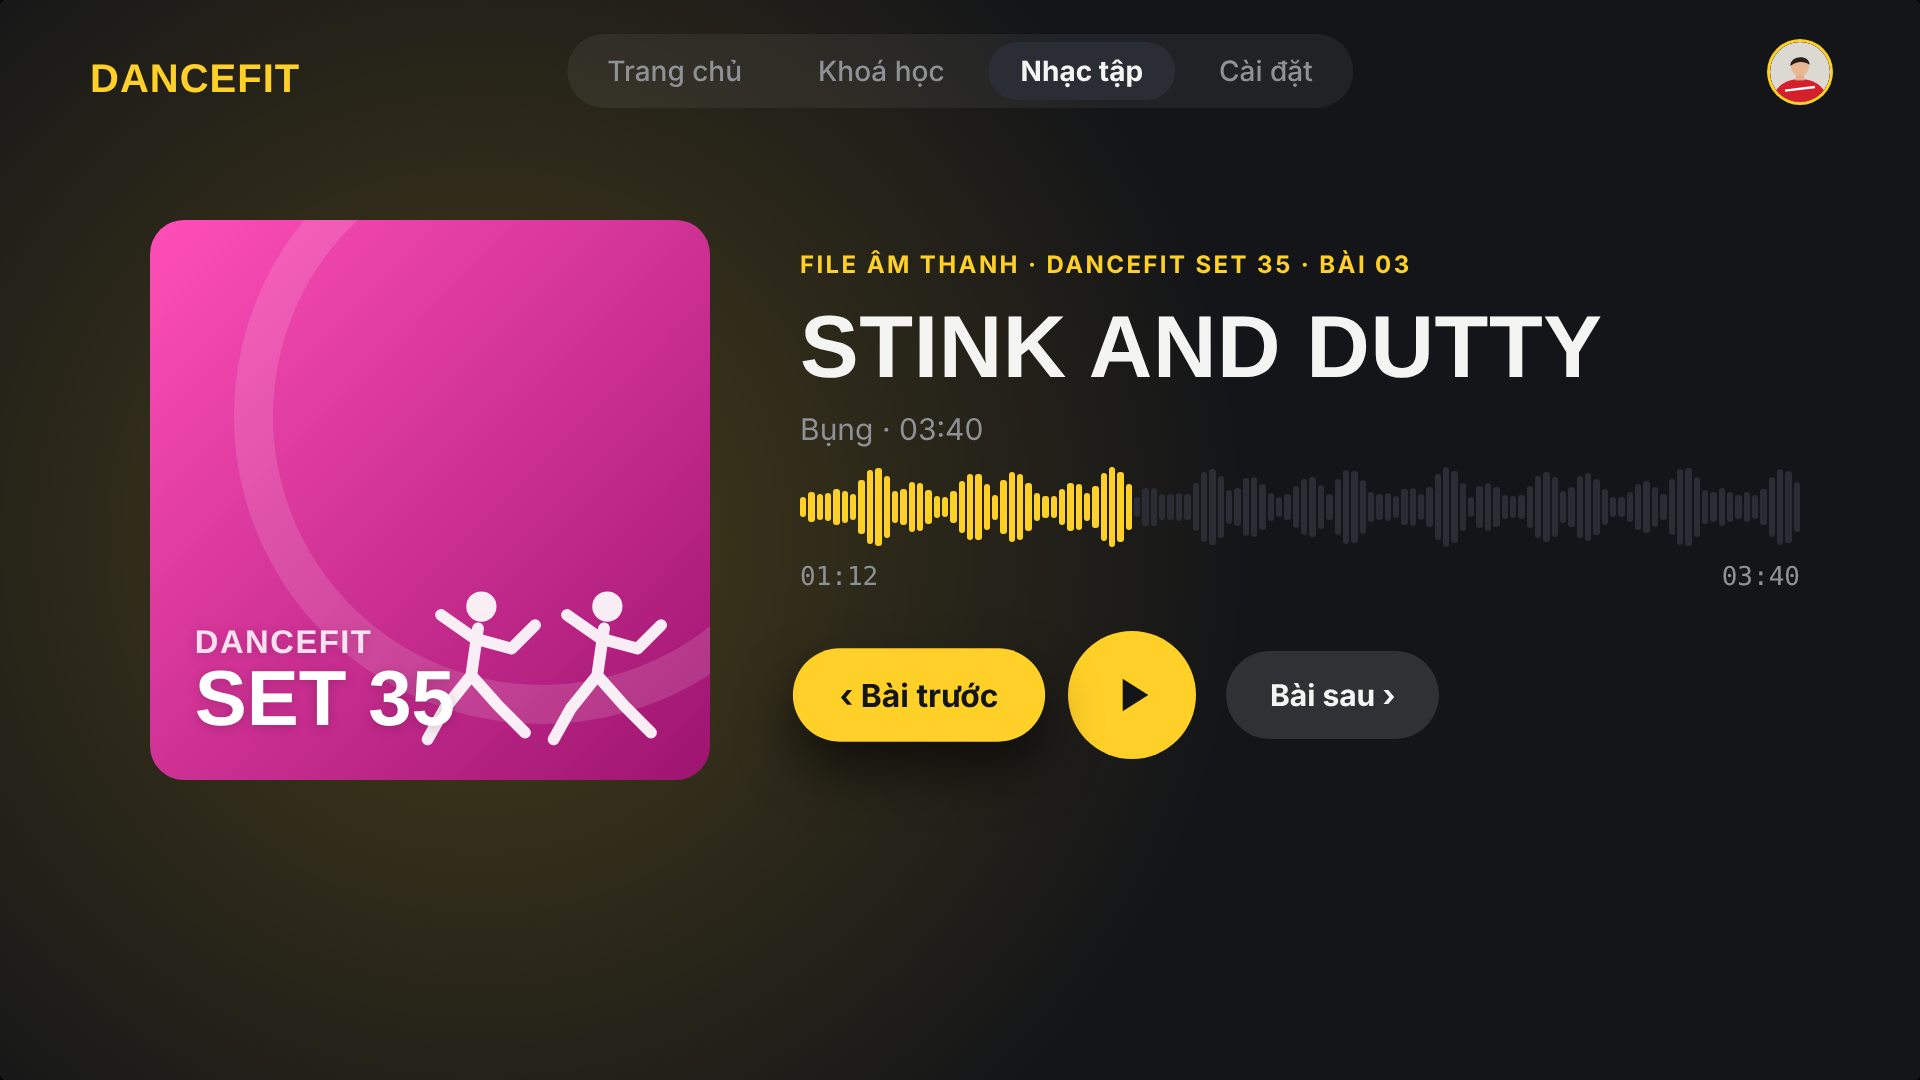 DANCEFIT
Trang chủ
Khoá học
Nhạc tập
Cài đặt
DANCEFIT
SET 35
FILE ÂM THANH · DANCEFIT SET 35 · BÀI 03
STINK AND DUTTY
Bụng · 03:40
01:12
03:40
‹ Bài trước
Bài sau ›